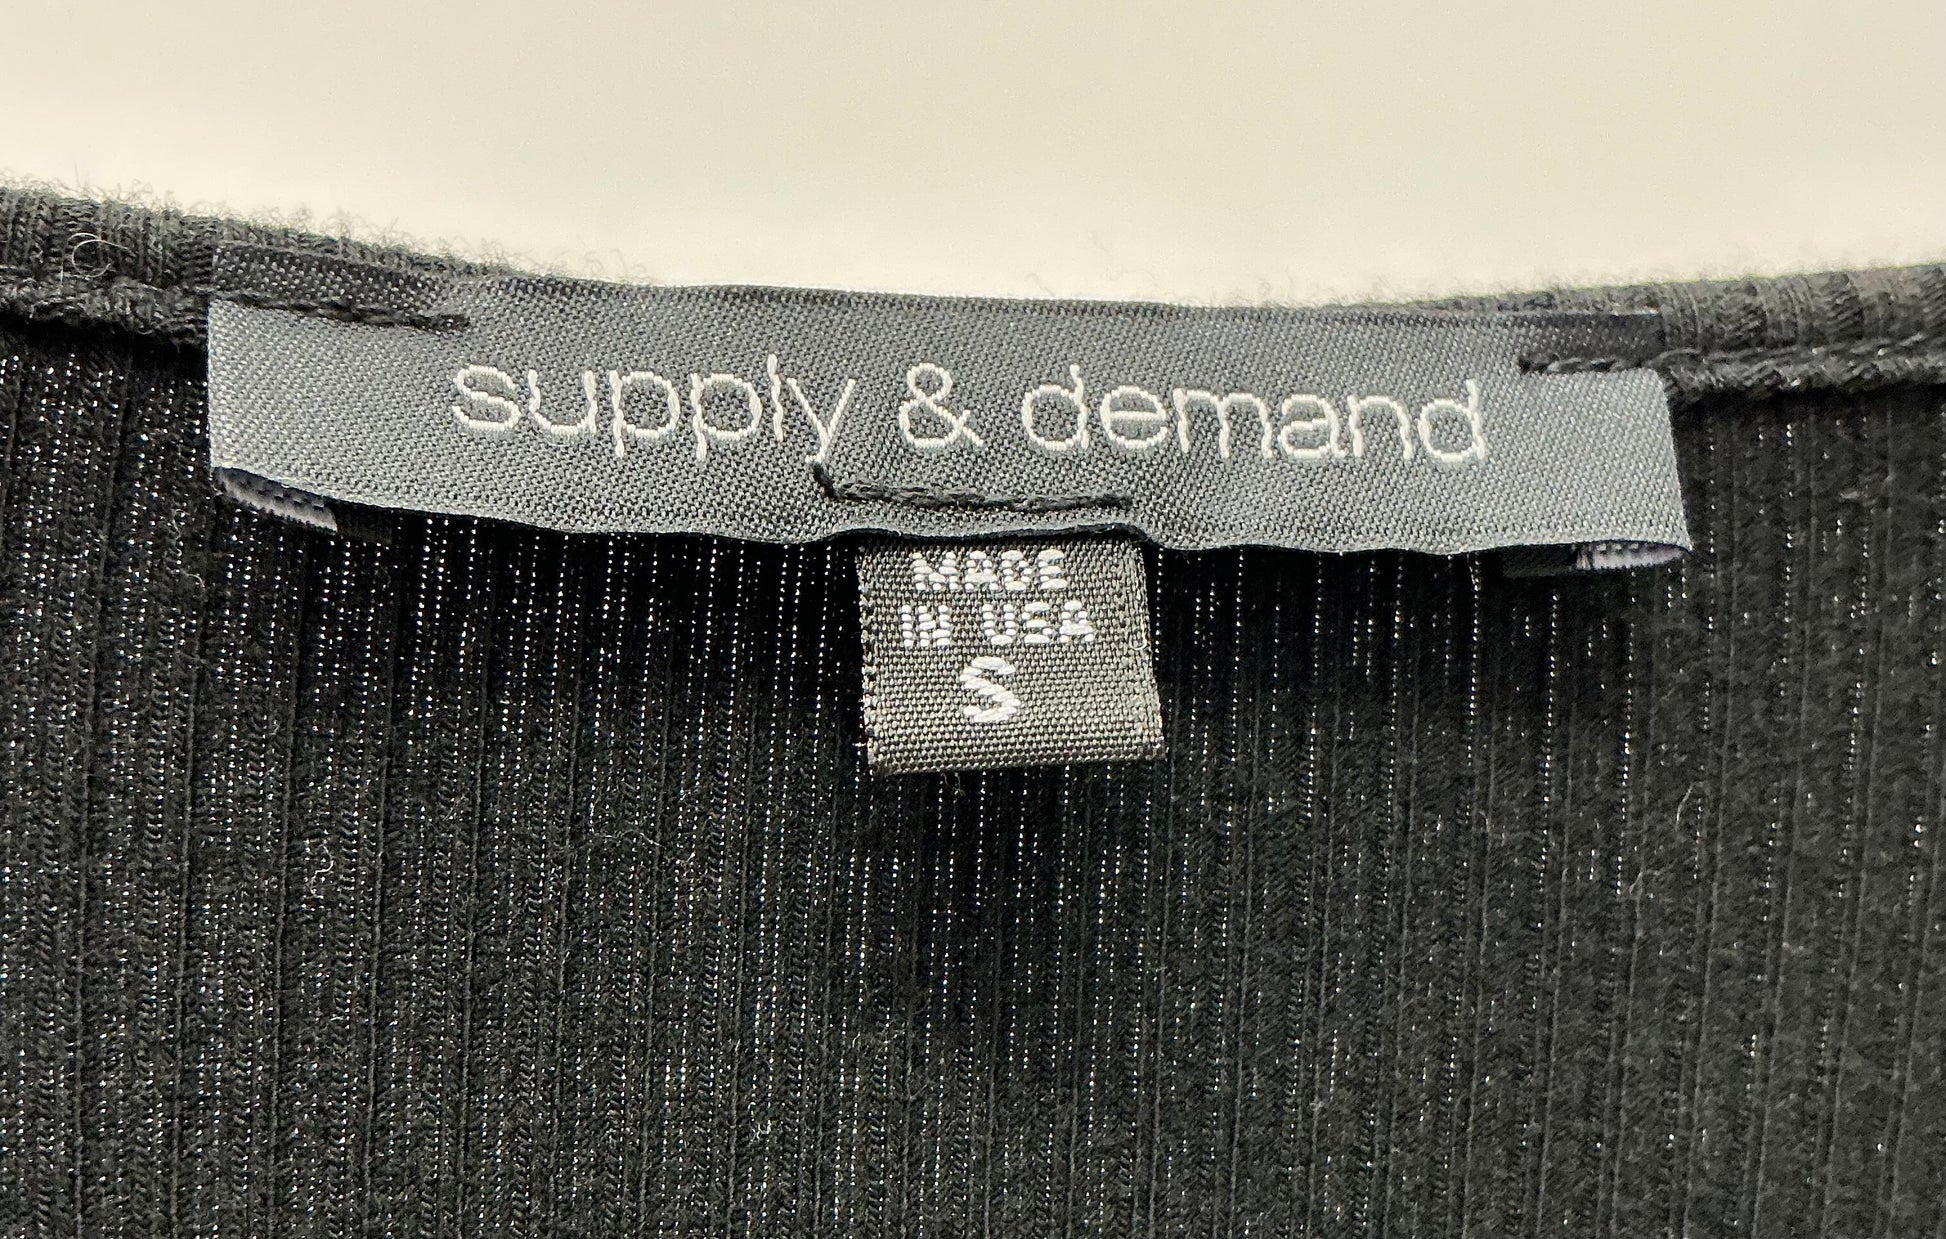 supply & demand
MADE
IN USA
S